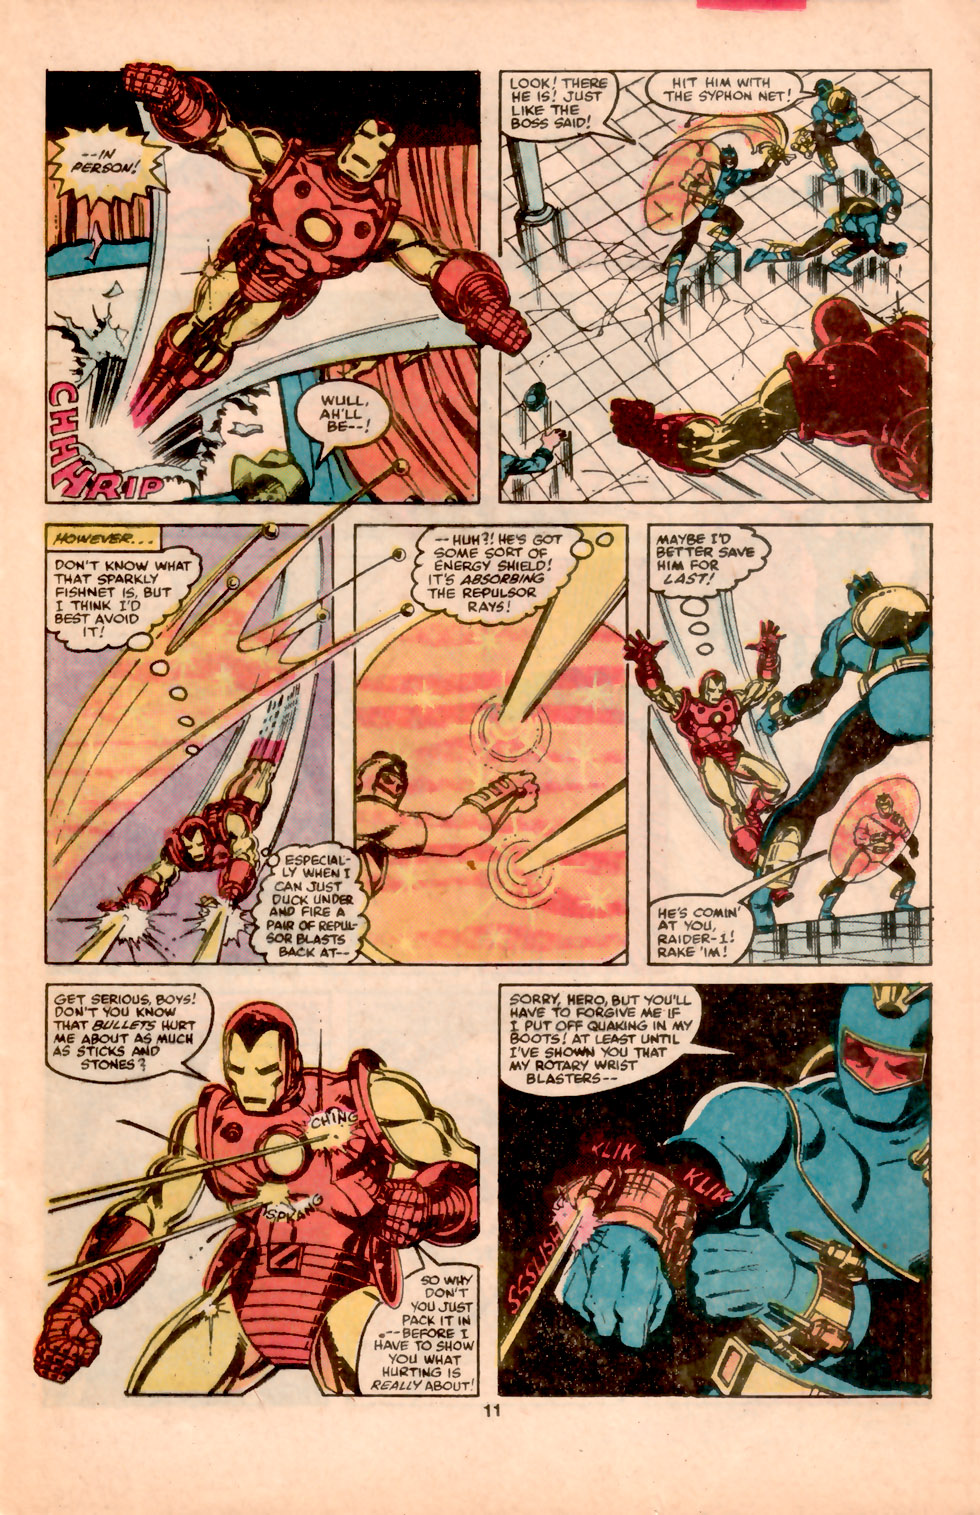 --IN
PERSON!
CHHHYRIP
WULL,
AH'LL
BE--!
LOOK! THERE
HE IS! JUST
LIKE THE
BOSS SAID!
HIT HIM WITH
THE SYPHON NET!
HOWEVER...
DON'T KNOW WHAT
THAT SPARKLY
FISHNET IS, BUT
I THINK I'D
BEST AVOID
IT!
ESPECIAL-
LY WHEN I
CAN JUST
DUCK UNDER
AND FIRE A
PAIR OF REPUL-
SOR BLASTS
BACK AT--
--HUH?! HE'S GOT
SOME SORT OF
ENERGY SHIELD!
IT'S ABSORBING
THE REPULSOR
RAYS!
MAYBE I'D
BETTER SAVE
HIM FOR
LAST!
HE'S COMIN'
AT YOU,
RAIDER-1!
RAKE 'IM!
GET SERIOUS, BOYS!
DON'T YOU KNOW
THAT BULLETS HURT
ME ABOUT AS MUCH
AS STICKS AND
STONES?
CHING
SPKANG
SO WHY
DON'T
YOU JUST
PACK IT IN
--BEFORE I
HAVE TO SHOW
YOU WHAT
HURTING IS
REALLY ABOUT!
SORRY, HERO, BUT YOU'LL
HAVE TO FORGIVE ME IF
I PUT OFF QUAKING IN MY
BOOTS! AT LEAST UNTIL
I'VE SHOWN YOU THAT
MY ROTARY WRIST
BLASTERS--
KLIK
KLIK
SSSLISHT
11